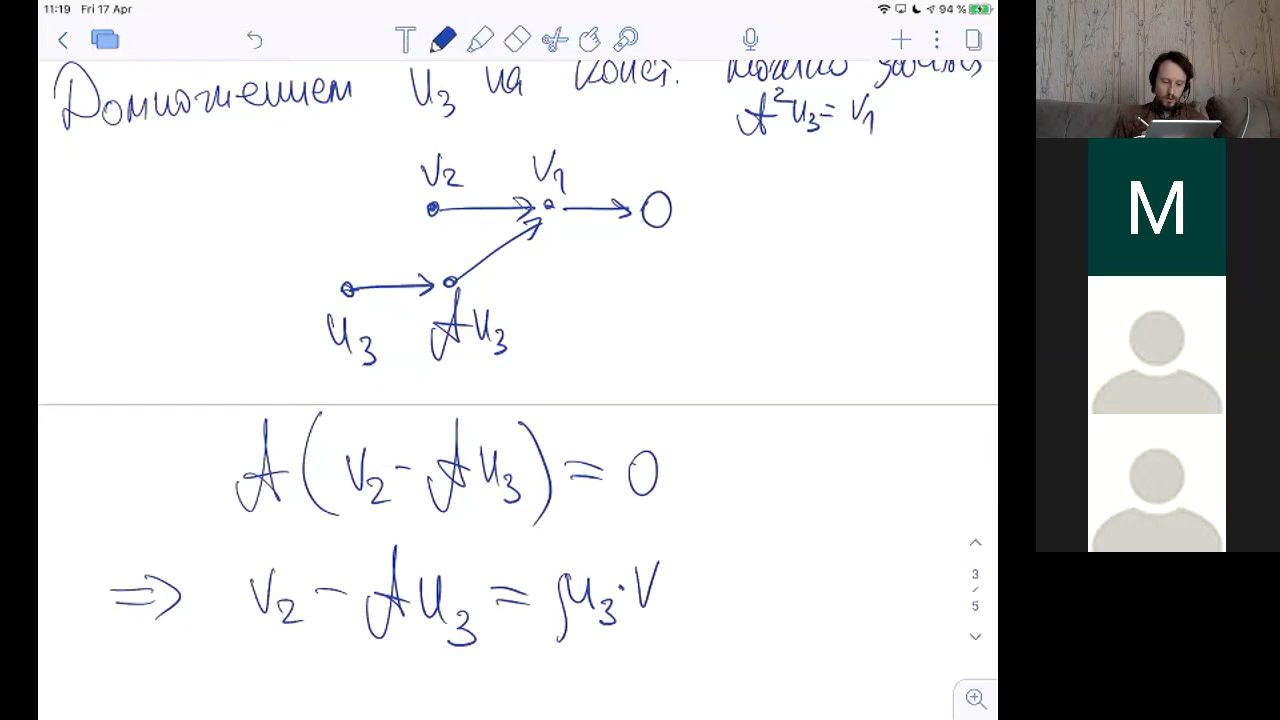 11:19 Fri 17 Apr 94 %
T
Домножением u₃ на конст. можно
𝒜²u₃ = v₁
v₂ v₁
0
u₃ 𝒜u₃
𝒜(v₂ − 𝒜u₃) = 0
⇒ v₂ − 𝒜u₃ = μ₃·v
3
/
5
M